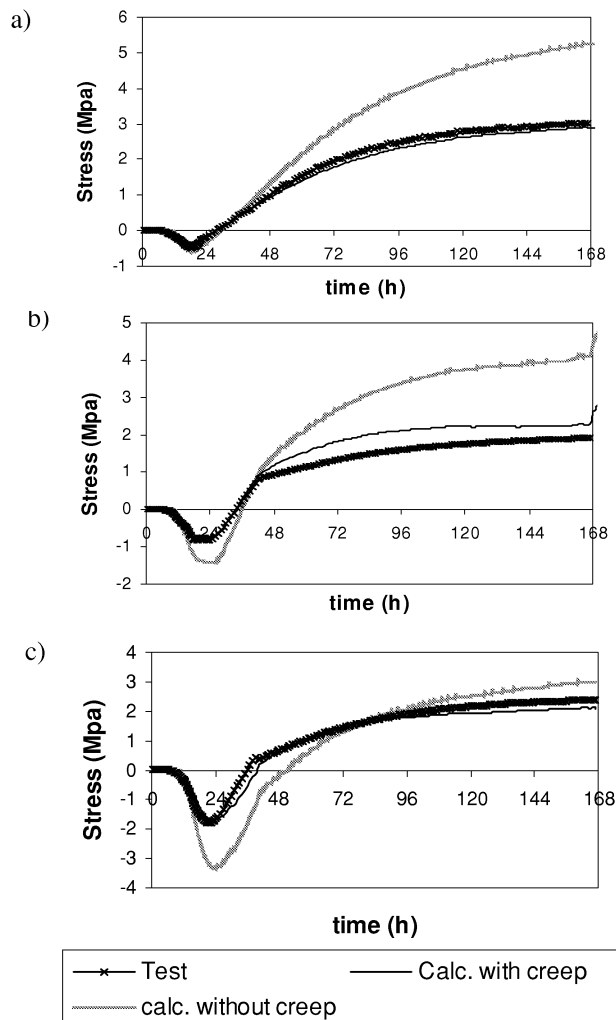 a)
6
5
4
3
2
1
0
-1
Stress (Mpa)
0 24 48 72 96 120 144 168
time (h)
b)
5
4
3
2
1
0
-1
-2
Stress (Mpa)
0 24 48 72 96 120 144 168
time (h)
c)
4
3
2
1
0
-1
-2
-3
-4
Stress (Mpa)
0 24 48 72 96 120 144 168
time (h)
Test
Calc. with creep
calc. without creep